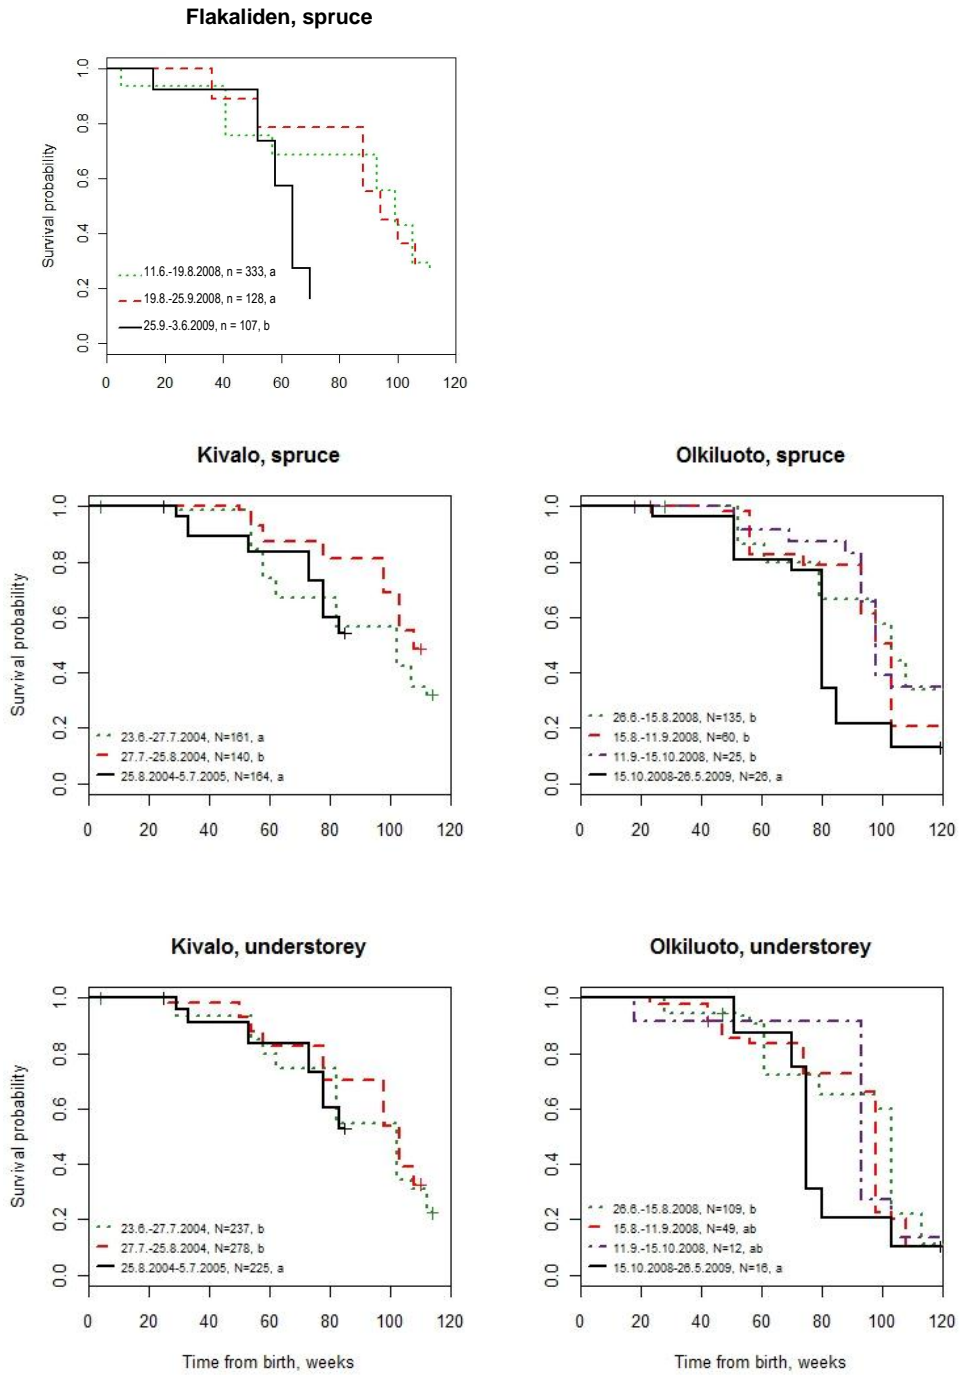 Flakaliden, spruce
Survival probability
1.0
0.8
0.6
0.4
0.2
0.0
11.6.-19.8.2008, n = 333, a
19.8.-25.9.2008, n = 128, a
25.9.-3.6.2009, n = 107, b
0 20 40 60 80 100 120
Kivalo, spruce
Survival probability
1.0
0.8
0.6
0.4
0.2
0.0
23.6.-27.7.2004, N=161, a
27.7.-25.8.2004, N=140, b
25.8.2004-5.7.2005, N=164, a
0 20 40 60 80 100 120
Olkiluoto, spruce
1.0
0.8
0.6
0.4
0.2
0.0
26.6.-15.8.2008, N=135, b
15.8.-11.9.2008, N=60, b
11.9.-15.10.2008, N=25, b
15.10.2008-26.5.2009, N=26, a
0 20 40 60 80 100 120
Kivalo, understorey
Survival probability
1.0
0.8
0.6
0.4
0.2
0.0
23.6.-27.7.2004, N=237, b
27.7.-25.8.2004, N=278, b
25.8.2004-5.7.2005, N=225, a
0 20 40 60 80 100 120
Time from birth, weeks
Olkiluoto, understorey
1.0
0.8
0.6
0.4
0.2
0.0
26.6.-15.8.2008, N=109, b
15.8.-11.9.2008, N=49, ab
11.9.-15.10.2008, N=12, ab
15.10.2008-26.5.2009, N=16, a
0 20 40 60 80 100 120
Time from birth, weeks